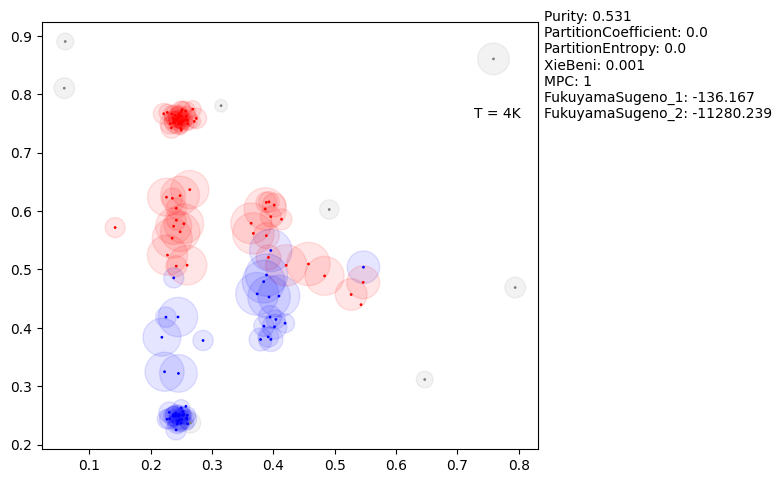 Purity: 0.531
PartitionCoefficient: 0.0
PartitionEntropy: 0.0
XieBeni: 0.001
MPC: 1
FukuyamaSugeno_1: -136.167
FukuyamaSugeno_2: -11280.239
T = 4K
0.9
0.8
0.7
0.6
0.5
0.4
0.3
0.2
0.1 0.2 0.3 0.4 0.5 0.6 0.7 0.8